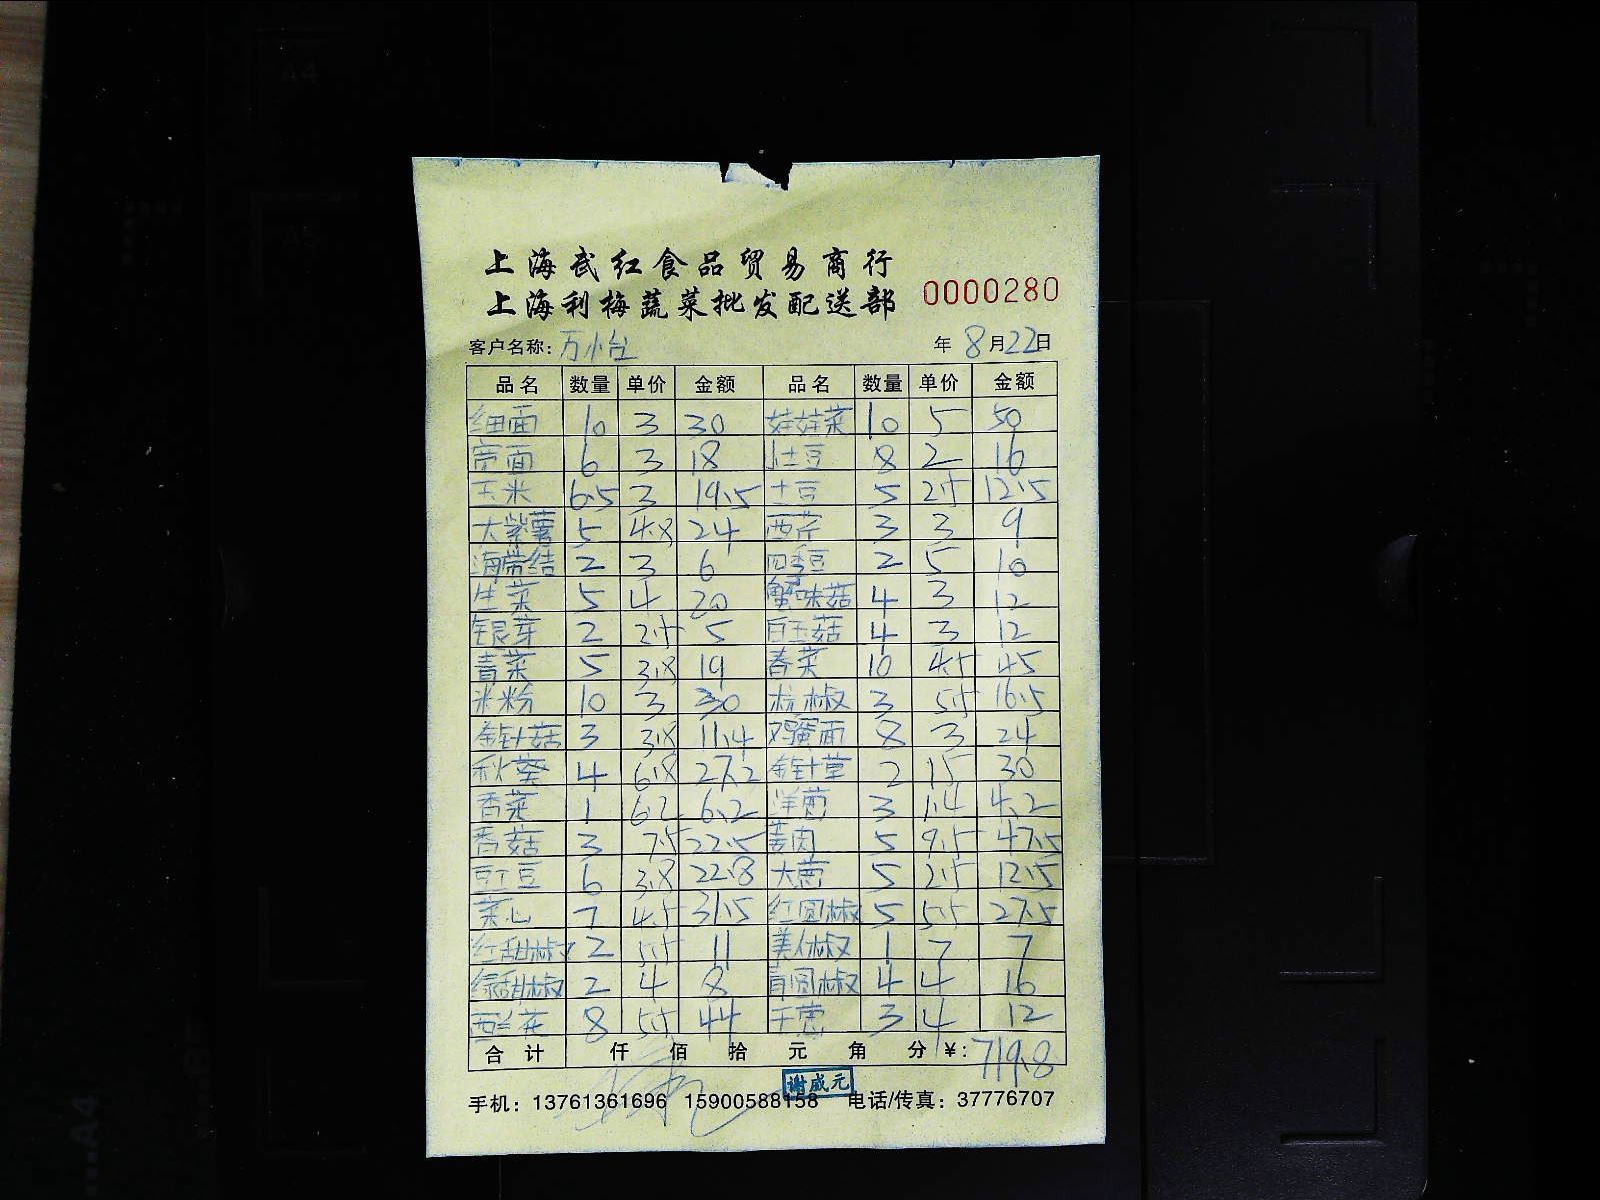 上海武红食品贸易商行
上海利梅蔬菜批发配送部 0000280
客户名称：万小怡 年 8月22日
品名 数量 单价 金额 品名 数量 单价 金额
细面 10 3 30 娃娃菜 10 5 50
宽面 6 3 18 小土豆 8 2 16
玉米 6.5 3 19.5 土豆 5 2.5 12.5
大紫薯 5 4.8 24 西芹 3 3 9
海带结 2 3 6 四季豆 2 5 10
生菜 5 4 20 蟹味菇 4 3 12
银芽 2 2.5 5 白玉菇 4 3 12
青菜 5 3.8 19 春菜 10 4.5 45
米粉 10 3 30 杭椒 3 5.5 16.5
金针菇 3 3.8 11.4 鸡蛋面 8 3 24
秋葵 4 6.8 27.2 金针草 2 15 30
香菜 1 6.2 6.2 洋葱 3 1.4 4.2
香菇 3 7.5 22.5 姜肉 5 9.5 47.5
豇豆 6 3.8 22.8 大葱 5 2.5 12.5
菜心 7 4.5 31.5 红圆椒 5 5.5 27.5
红甜椒 2 5.5 11 美人椒 1 7 7
绿甜椒 2 4 8 青圆椒 4 4 16
西兰花 8 5.5 44 干葱 3 4 12
合计 仟 佰 拾 元 角 分 ¥：719.8
谢威元
手机：13761361696 15900588158 电话/传真：37776707
A4
A5
A4